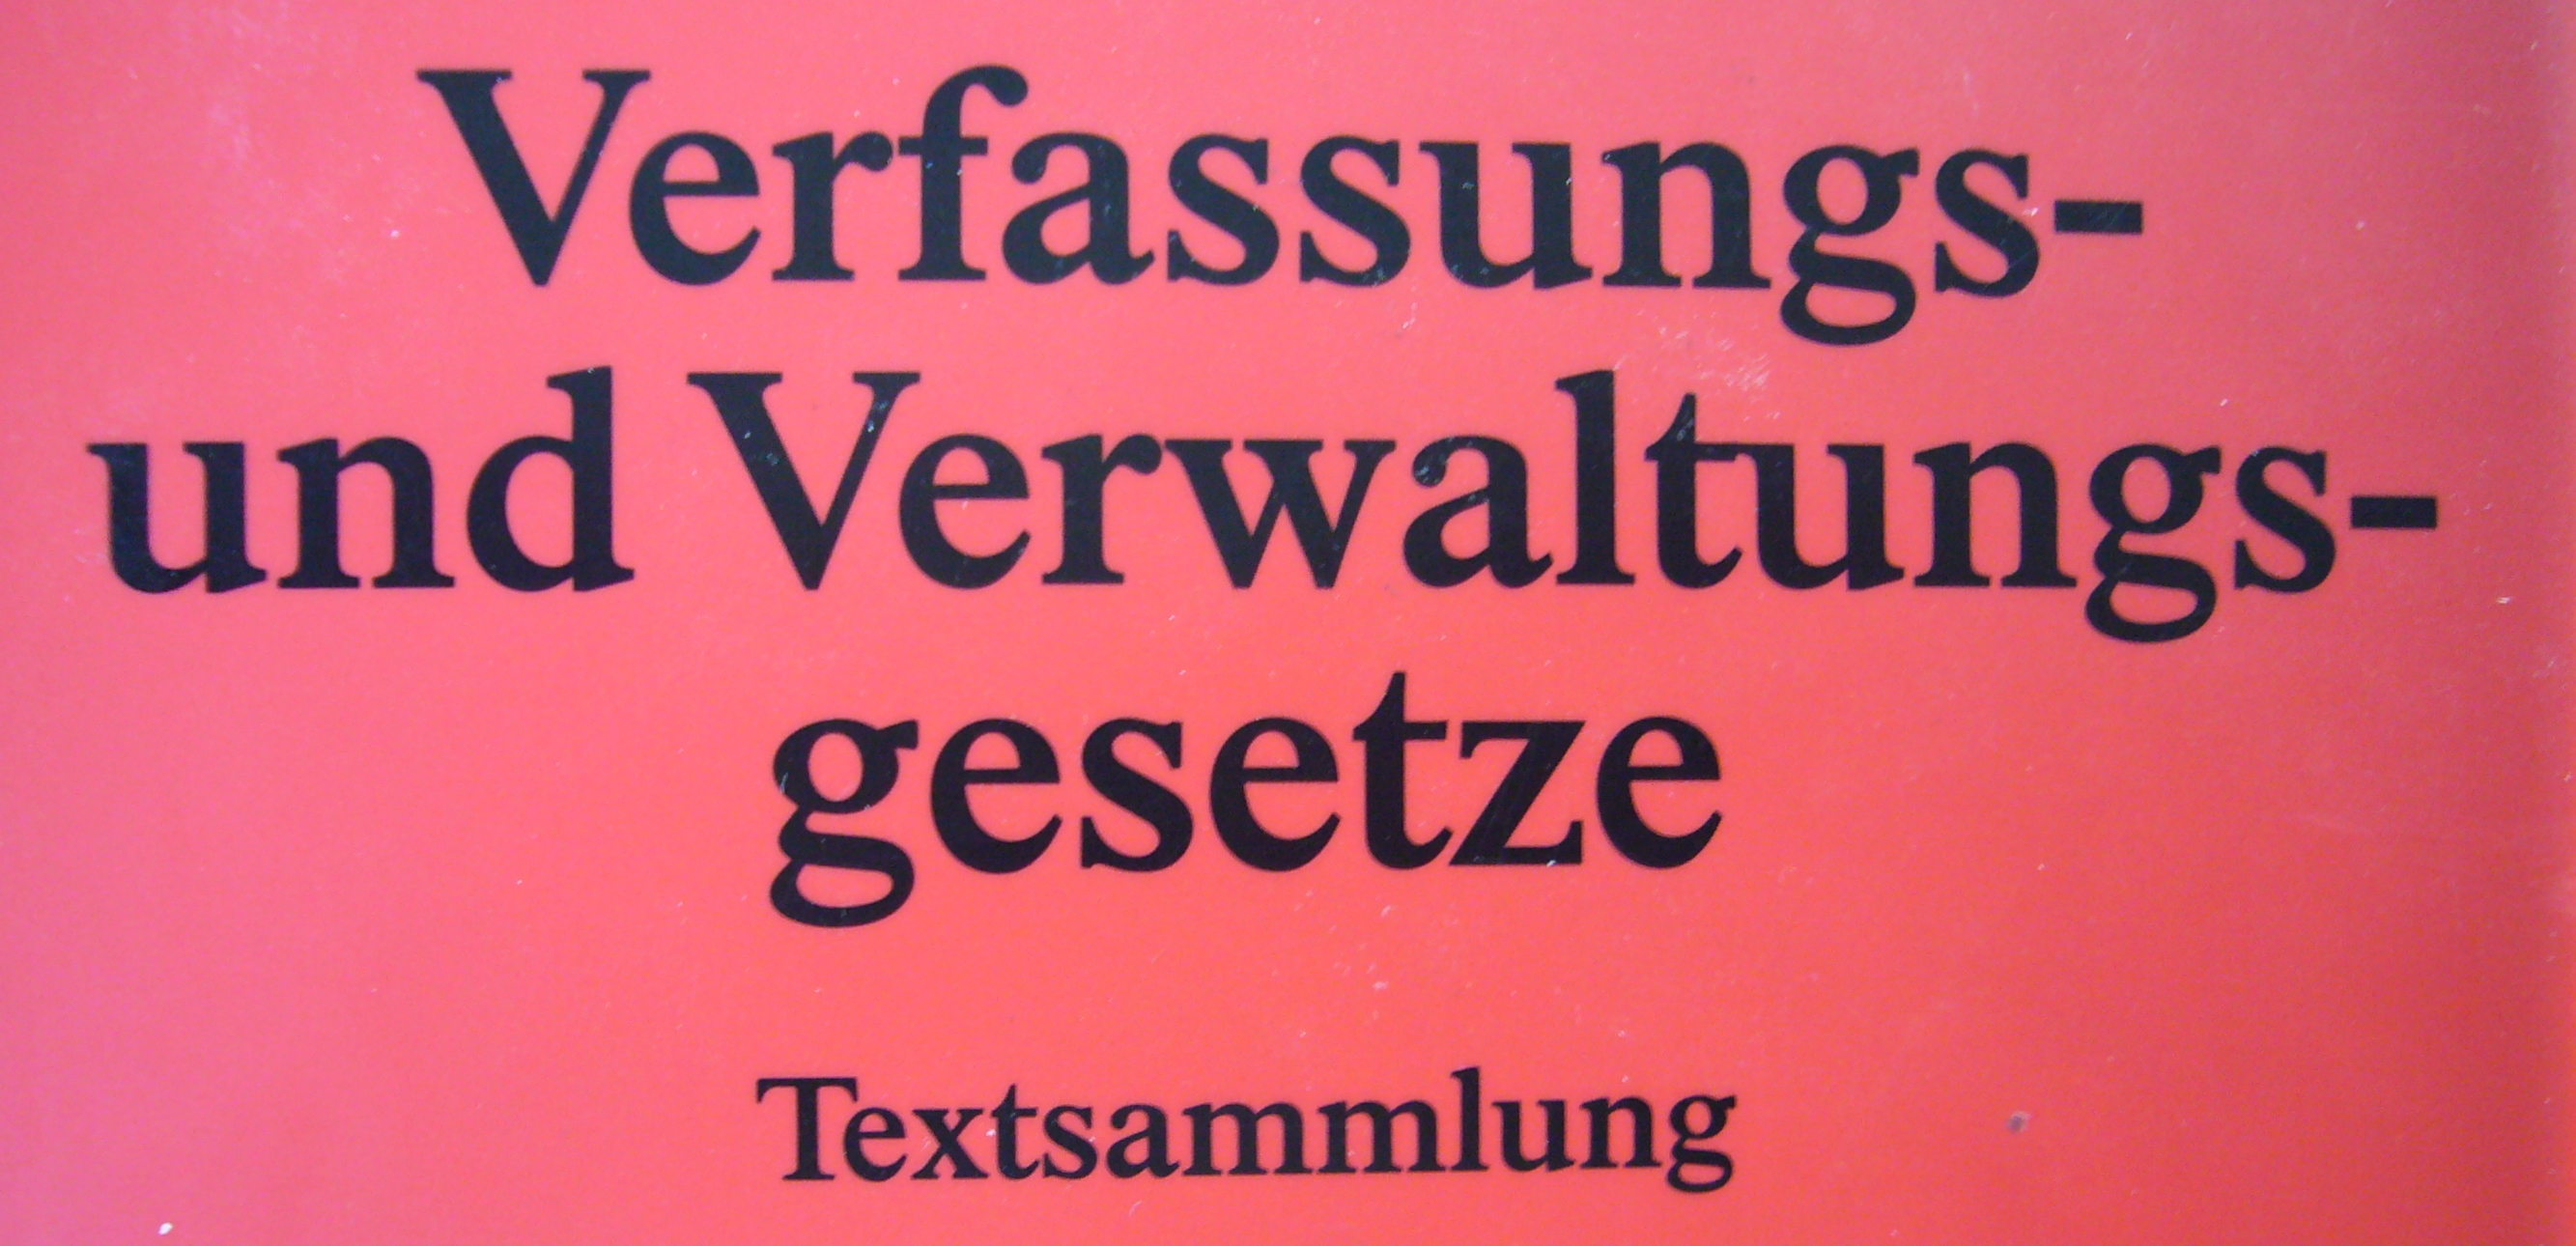 Verfassungs-
und Verwaltungs-
gesetze
Textsammlung